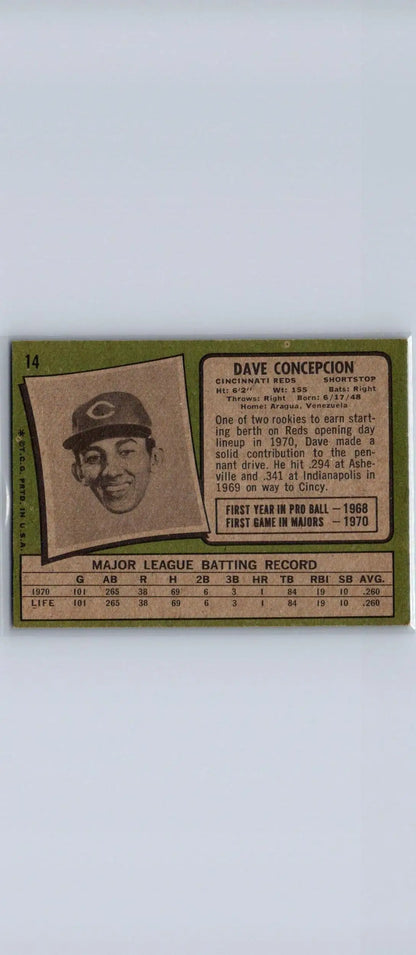 14
DAVE CONCEPCION
CINCINNATI REDS SHORTSTOP
Ht: 6'2" Wt: 155 Bats: Right
Throws: Right Born: 6/17/48
Home: Aragua, Venezuela
One of two rookies to earn start-
ing berth on Reds opening day
lineup in 1970, Dave made a
solid contribution to the pen-
nant drive. He hit .294 at Ashe-
ville and .341 at Indianapolis in
1969 on way to Cincy.
FIRST YEAR IN PRO BALL — 1968
FIRST GAME IN MAJORS — 1970
*©T.C.G. PRTD. IN U.S.A.
C
MAJOR LEAGUE BATTING RECORD
G AB R H 2B 3B HR TB RBI SB AVG.
1970 101 265 38 69 6 3 1 84 19 10 .260
LIFE 101 265 38 69 6 3 1 84 19 10 .260